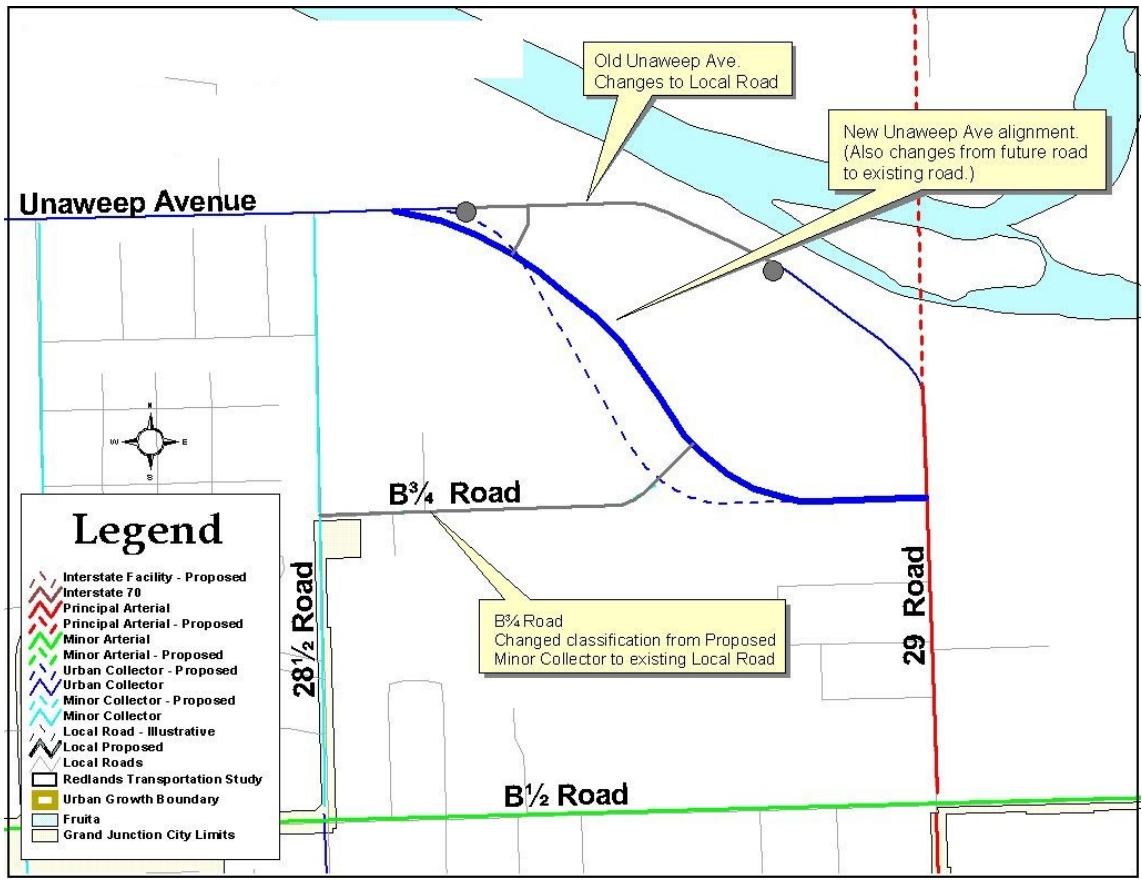 Old Unaweep Ave.
Changes to Local Road
New Unaweep Ave alignment.
(Also changes from future road
to existing road.)
Unaweep Avenue
N
W
E
S
B¾ Road
28½ Road
29 Road
B¾ Road
Changed classification from Proposed
Minor Collector to existing Local Road
B½ Road
Legend
Interstate Facility - Proposed
Interstate 70
Principal Arterial
Principal Arterial - Proposed
Minor Arterial
Minor Arterial - Proposed
Urban Collector - Proposed
Urban Collector
Minor Collector - Proposed
Minor Collector
Local Road - Illustrative
Local Proposed
Local Roads
Redlands Transportation Study
Urban Growth Boundary
Fruita
Grand Junction City Limits